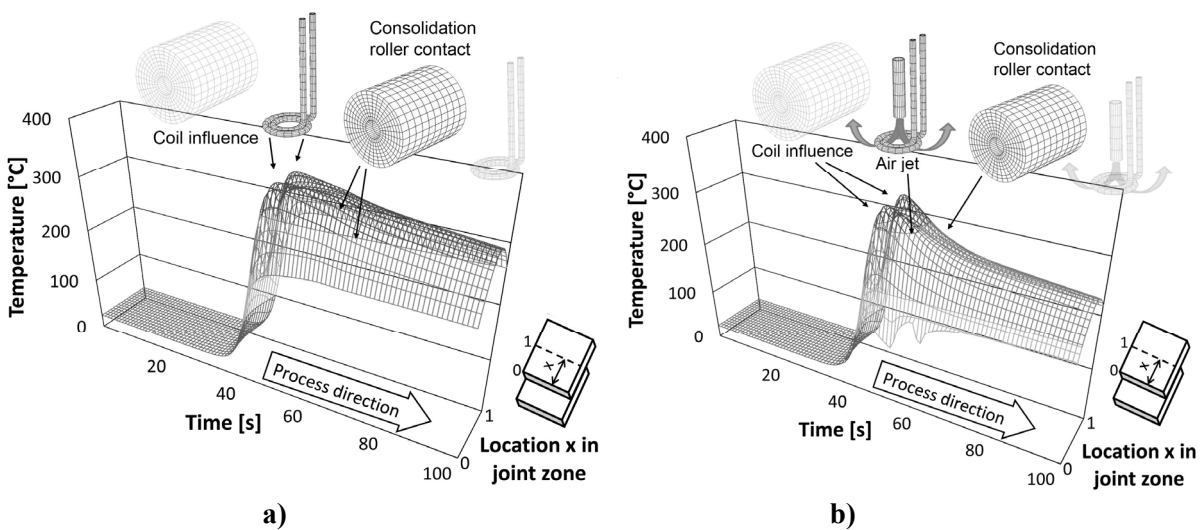 Consolidation
roller contact
Coil influence
400
300
200
100
0
Temperature [°C]
20
40
60
80
100
Time [s]
Process direction
1
0
Location x in
joint zone
1
0
x
a)
Consolidation
roller contact
Coil influence
Air jet
400
300
200
100
0
Temperature [°C]
20
40
60
80
100
Time [s]
Process direction
1
0
Location x in
joint zone
1
0
x
b)